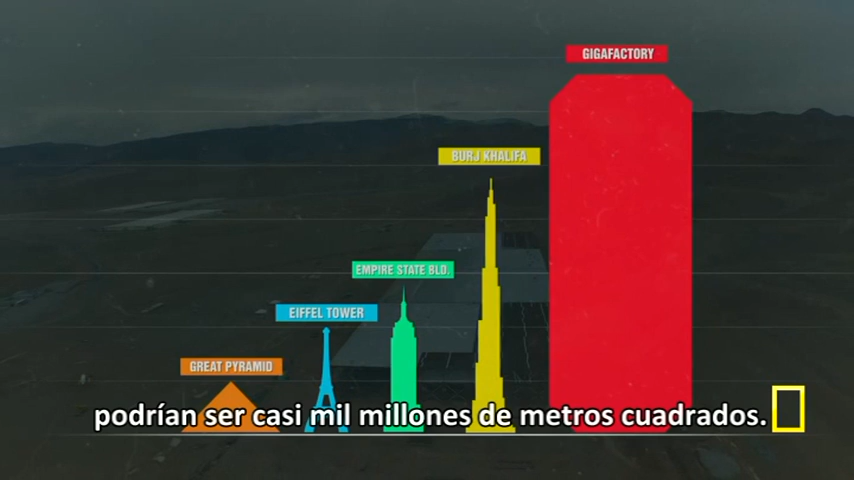 GIGAFACTORY
BURJ KHALIFA
EMPIRE STATE BLD.
EIFFEL TOWER
GREAT PYRAMID
podrían ser casi mil millones de metros cuadrados.